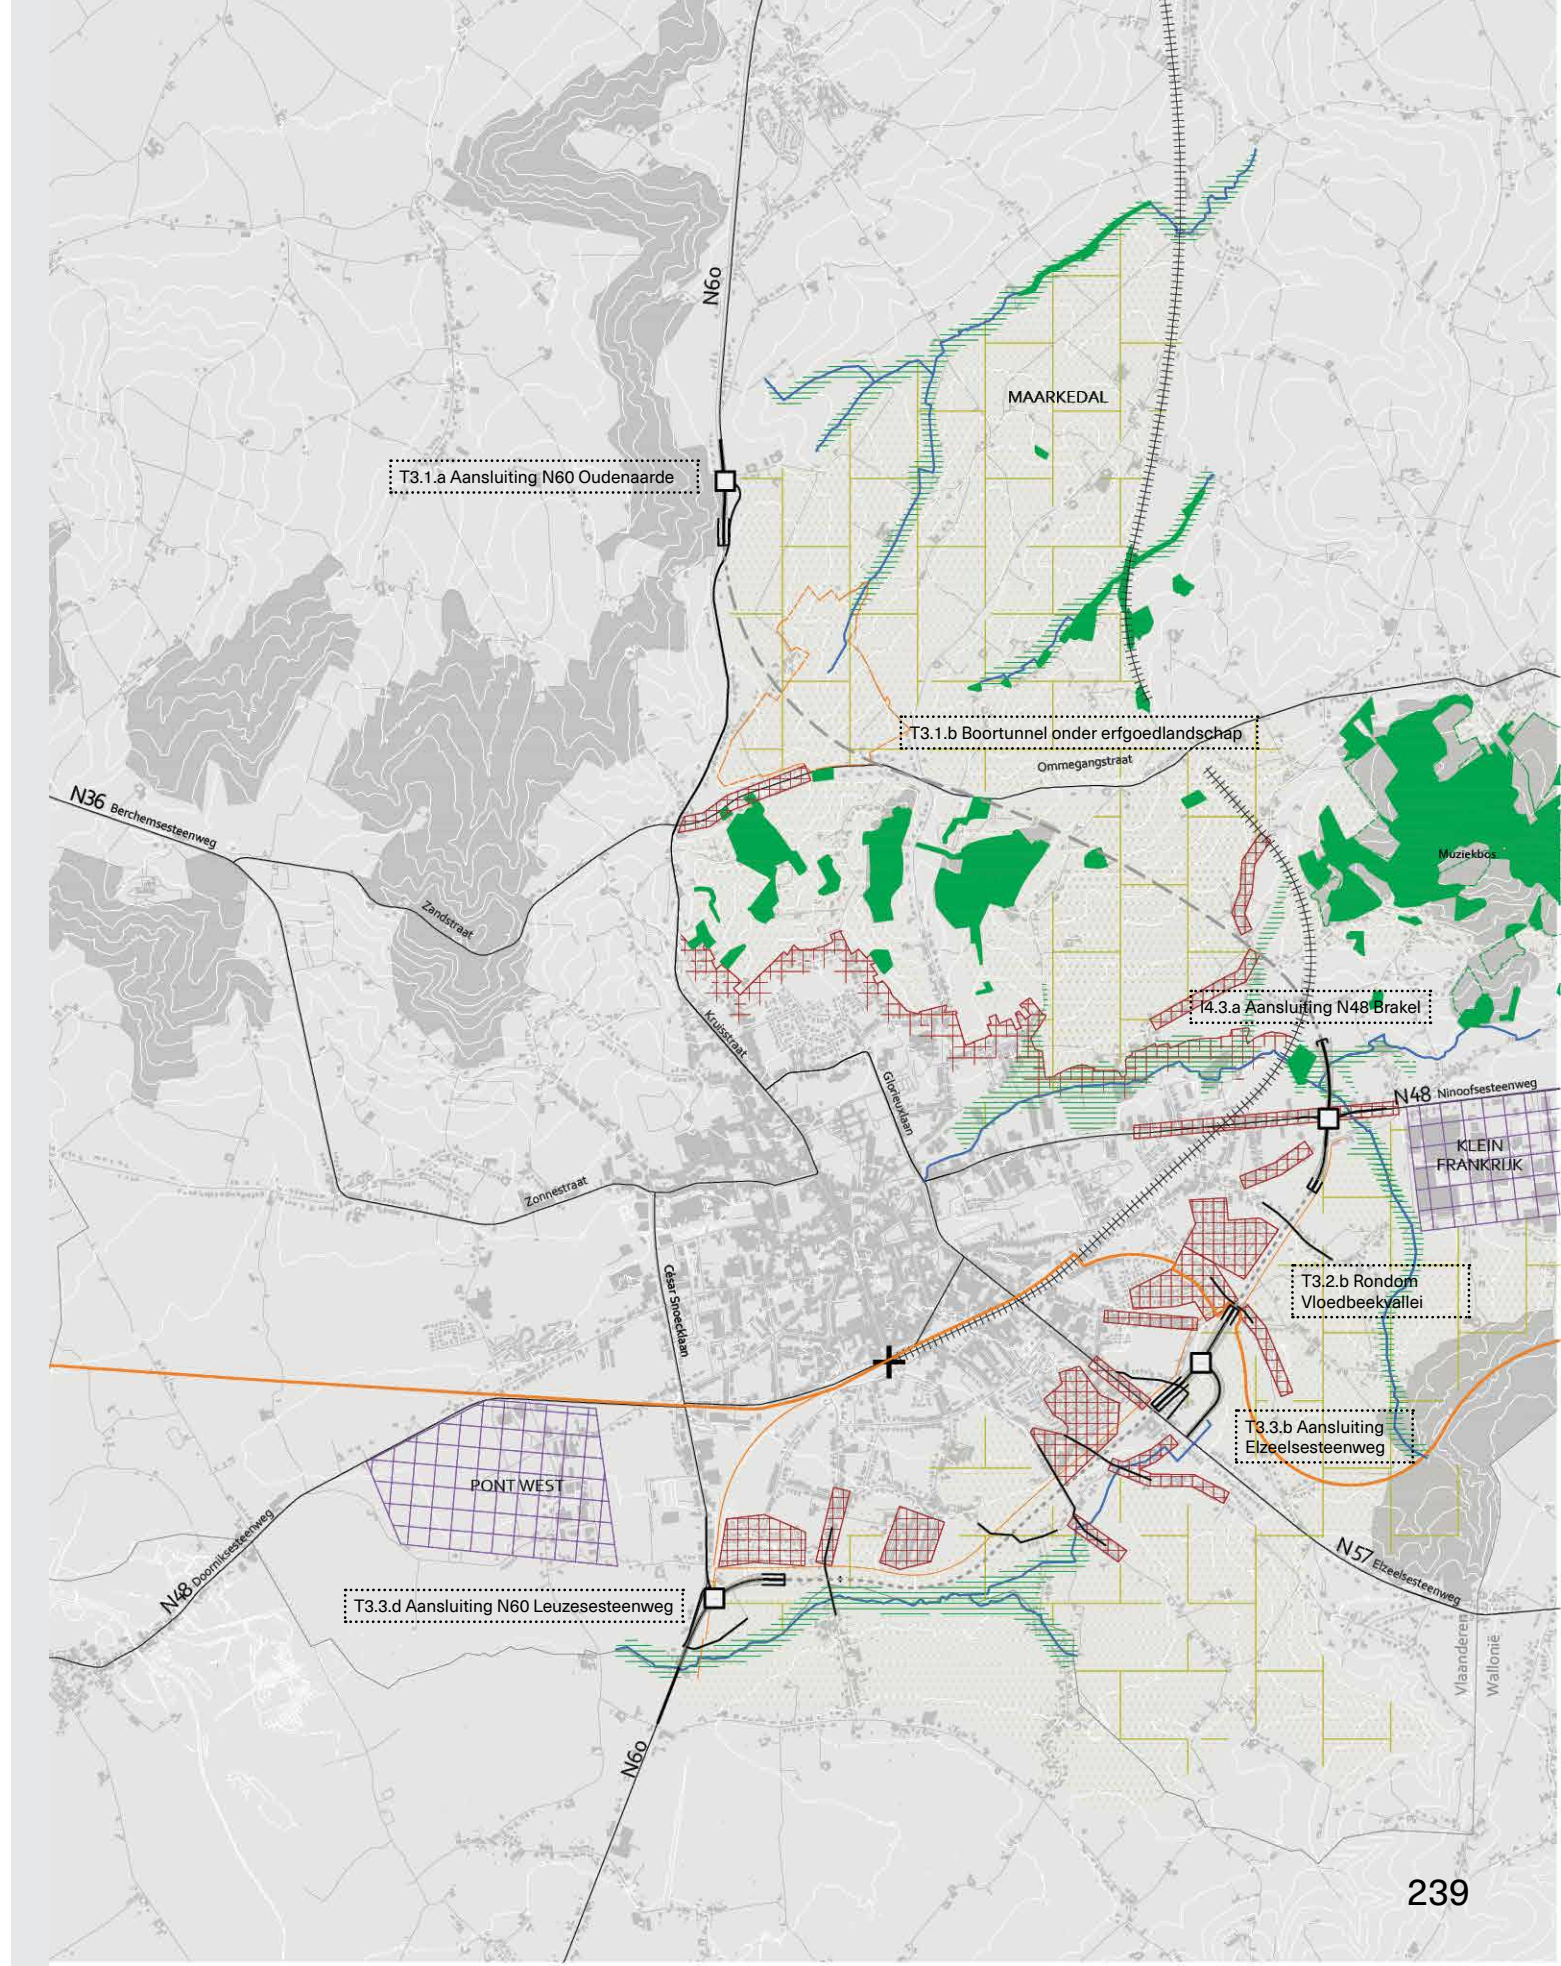 N60
MAARKEDAL
T3.1.a Aansluiting N60 Oudenaarde
T3.1.b Boortunnel onder erfgoedlandschap
Ommegangstraat
N36 Berchemsesteenweg
Muziekbos
Zandstraat
I4.3.a Aansluiting N48 Brakel
Kruisstraat
Glorieuxlaan
N48 Ninoofsesteenweg
KLEIN
FRANKRIJK
Zonnestraat
César Snoecklaan
T3.2.b Rondom
Vloedbeekvallei
T3.3.b Aansluiting
Elzeelsesteenweg
PONT WEST
N48 Doorniksesteenweg
N57 Elzeelsesteenweg
T3.3.d Aansluiting N60 Leuzesesteenweg
Vlaanderen
Wallonië
N60
239